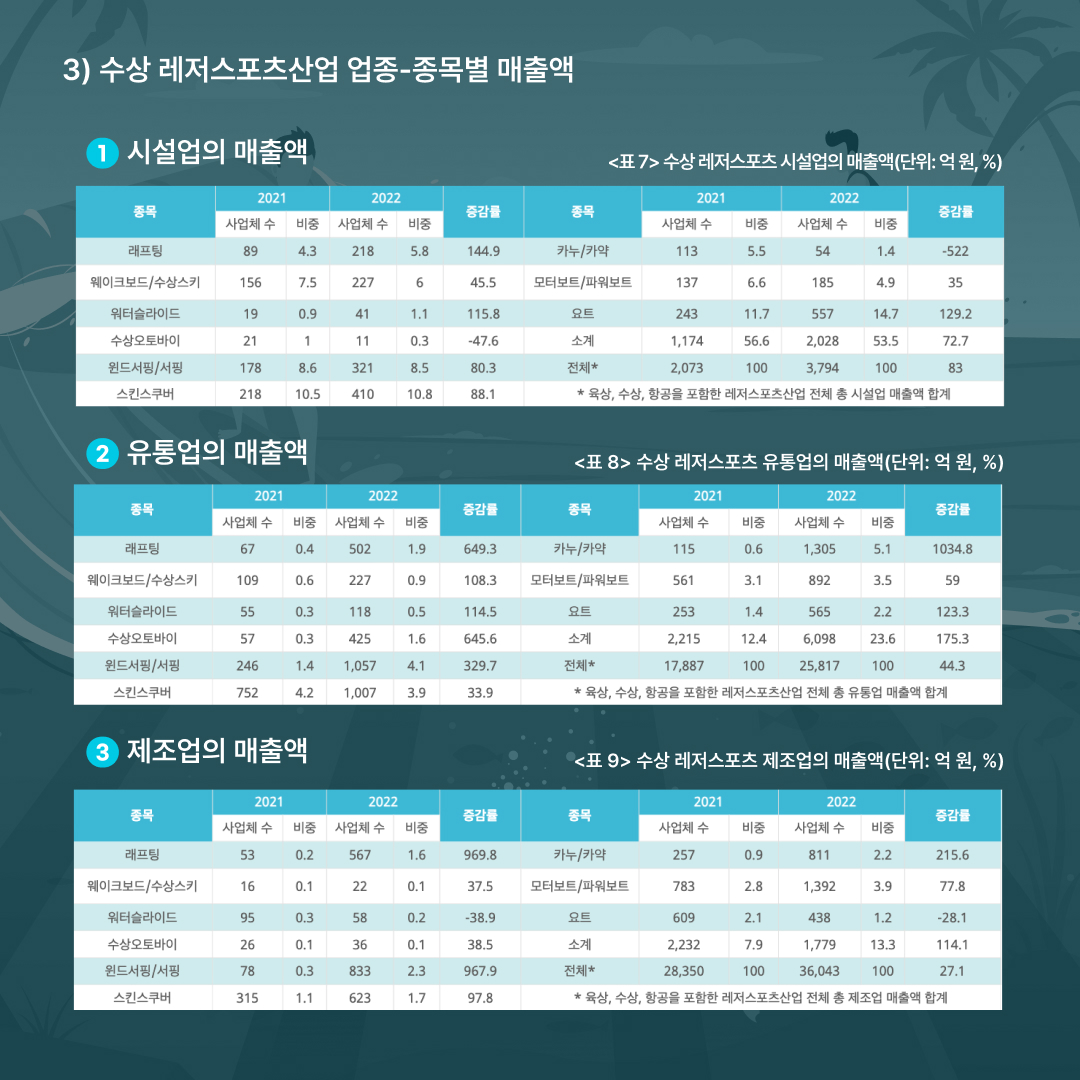 3) 수상 레저스포츠산업 업종-종목별 매출액
1 시설업의 매출액
<표 7> 수상 레저스포츠 시설업의 매출액(단위: 억 원, %)
종목 2021 2022 증감률 종목 2021 2022 증감률
사업체 수 비중 사업체 수 비중 사업체 수 비중 사업체 수 비중
래프팅 89 4.3 218 5.8 144.9 카누/카약 113 5.5 54 1.4 -522
웨이크보드/수상스키 156 7.5 227 6 45.5 모터보트/파워보트 137 6.6 185 4.9 35
워터슬라이드 19 0.9 41 1.1 115.8 요트 243 11.7 557 14.7 129.2
수상오토바이 21 1 11 0.3 -47.6 소계 1,174 56.6 2,028 53.5 72.7
윈드서핑/서핑 178 8.6 321 8.5 80.3 전체* 2,073 100 3,794 100 83
스킨스쿠버 218 10.5 410 10.8 88.1 * 육상, 수상, 항공을 포함한 레저스포츠산업 전체 총 시설업 매출액 합계
2 유통업의 매출액
<표 8> 수상 레저스포츠 유통업의 매출액(단위: 억 원, %)
종목 2021 2022 증감률 종목 2021 2022 증감률
사업체 수 비중 사업체 수 비중 사업체 수 비중 사업체 수 비중
래프팅 67 0.4 502 1.9 649.3 카누/카약 115 0.6 1,305 5.1 1034.8
웨이크보드/수상스키 109 0.6 227 0.9 108.3 모터보트/파워보트 561 3.1 892 3.5 59
워터슬라이드 55 0.3 118 0.5 114.5 요트 253 1.4 565 2.2 123.3
수상오토바이 57 0.3 425 1.6 645.6 소계 2,215 12.4 6,098 23.6 175.3
윈드서핑/서핑 246 1.4 1,057 4.1 329.7 전체* 17,887 100 25,817 100 44.3
스킨스쿠버 752 4.2 1,007 3.9 33.9 * 육상, 수상, 항공을 포함한 레저스포츠산업 전체 총 유통업 매출액 합계
3 제조업의 매출액
<표 9> 수상 레저스포츠 제조업의 매출액(단위: 억 원, %)
종목 2021 2022 증감률 종목 2021 2022 증감률
사업체 수 비중 사업체 수 비중 사업체 수 비중 사업체 수 비중
래프팅 53 0.2 567 1.6 969.8 카누/카약 257 0.9 811 2.2 215.6
웨이크보드/수상스키 16 0.1 22 0.1 37.5 모터보트/파워보트 783 2.8 1,392 3.9 77.8
워터슬라이드 95 0.3 58 0.2 -38.9 요트 609 2.1 438 1.2 -28.1
수상오토바이 26 0.1 36 0.1 38.5 소계 2,232 7.9 1,779 13.3 114.1
윈드서핑/서핑 78 0.3 833 2.3 967.9 전체* 28,350 100 36,043 100 27.1
스킨스쿠버 315 1.1 623 1.7 97.8 * 육상, 수상, 항공을 포함한 레저스포츠산업 전체 총 제조업 매출액 합계